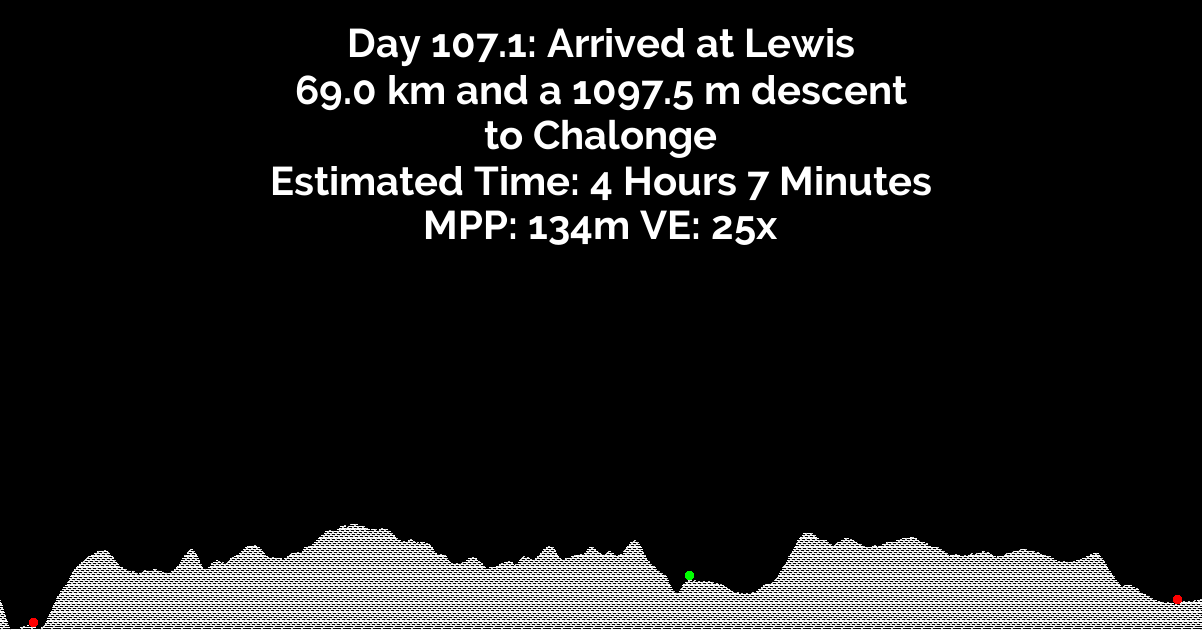 Day 107.1: Arrived at Lewis
69.0 km and a 1097.5 m descent
to Chalonge
Estimated Time: 4 Hours 7 Minutes
MPP: 134m VE: 25x